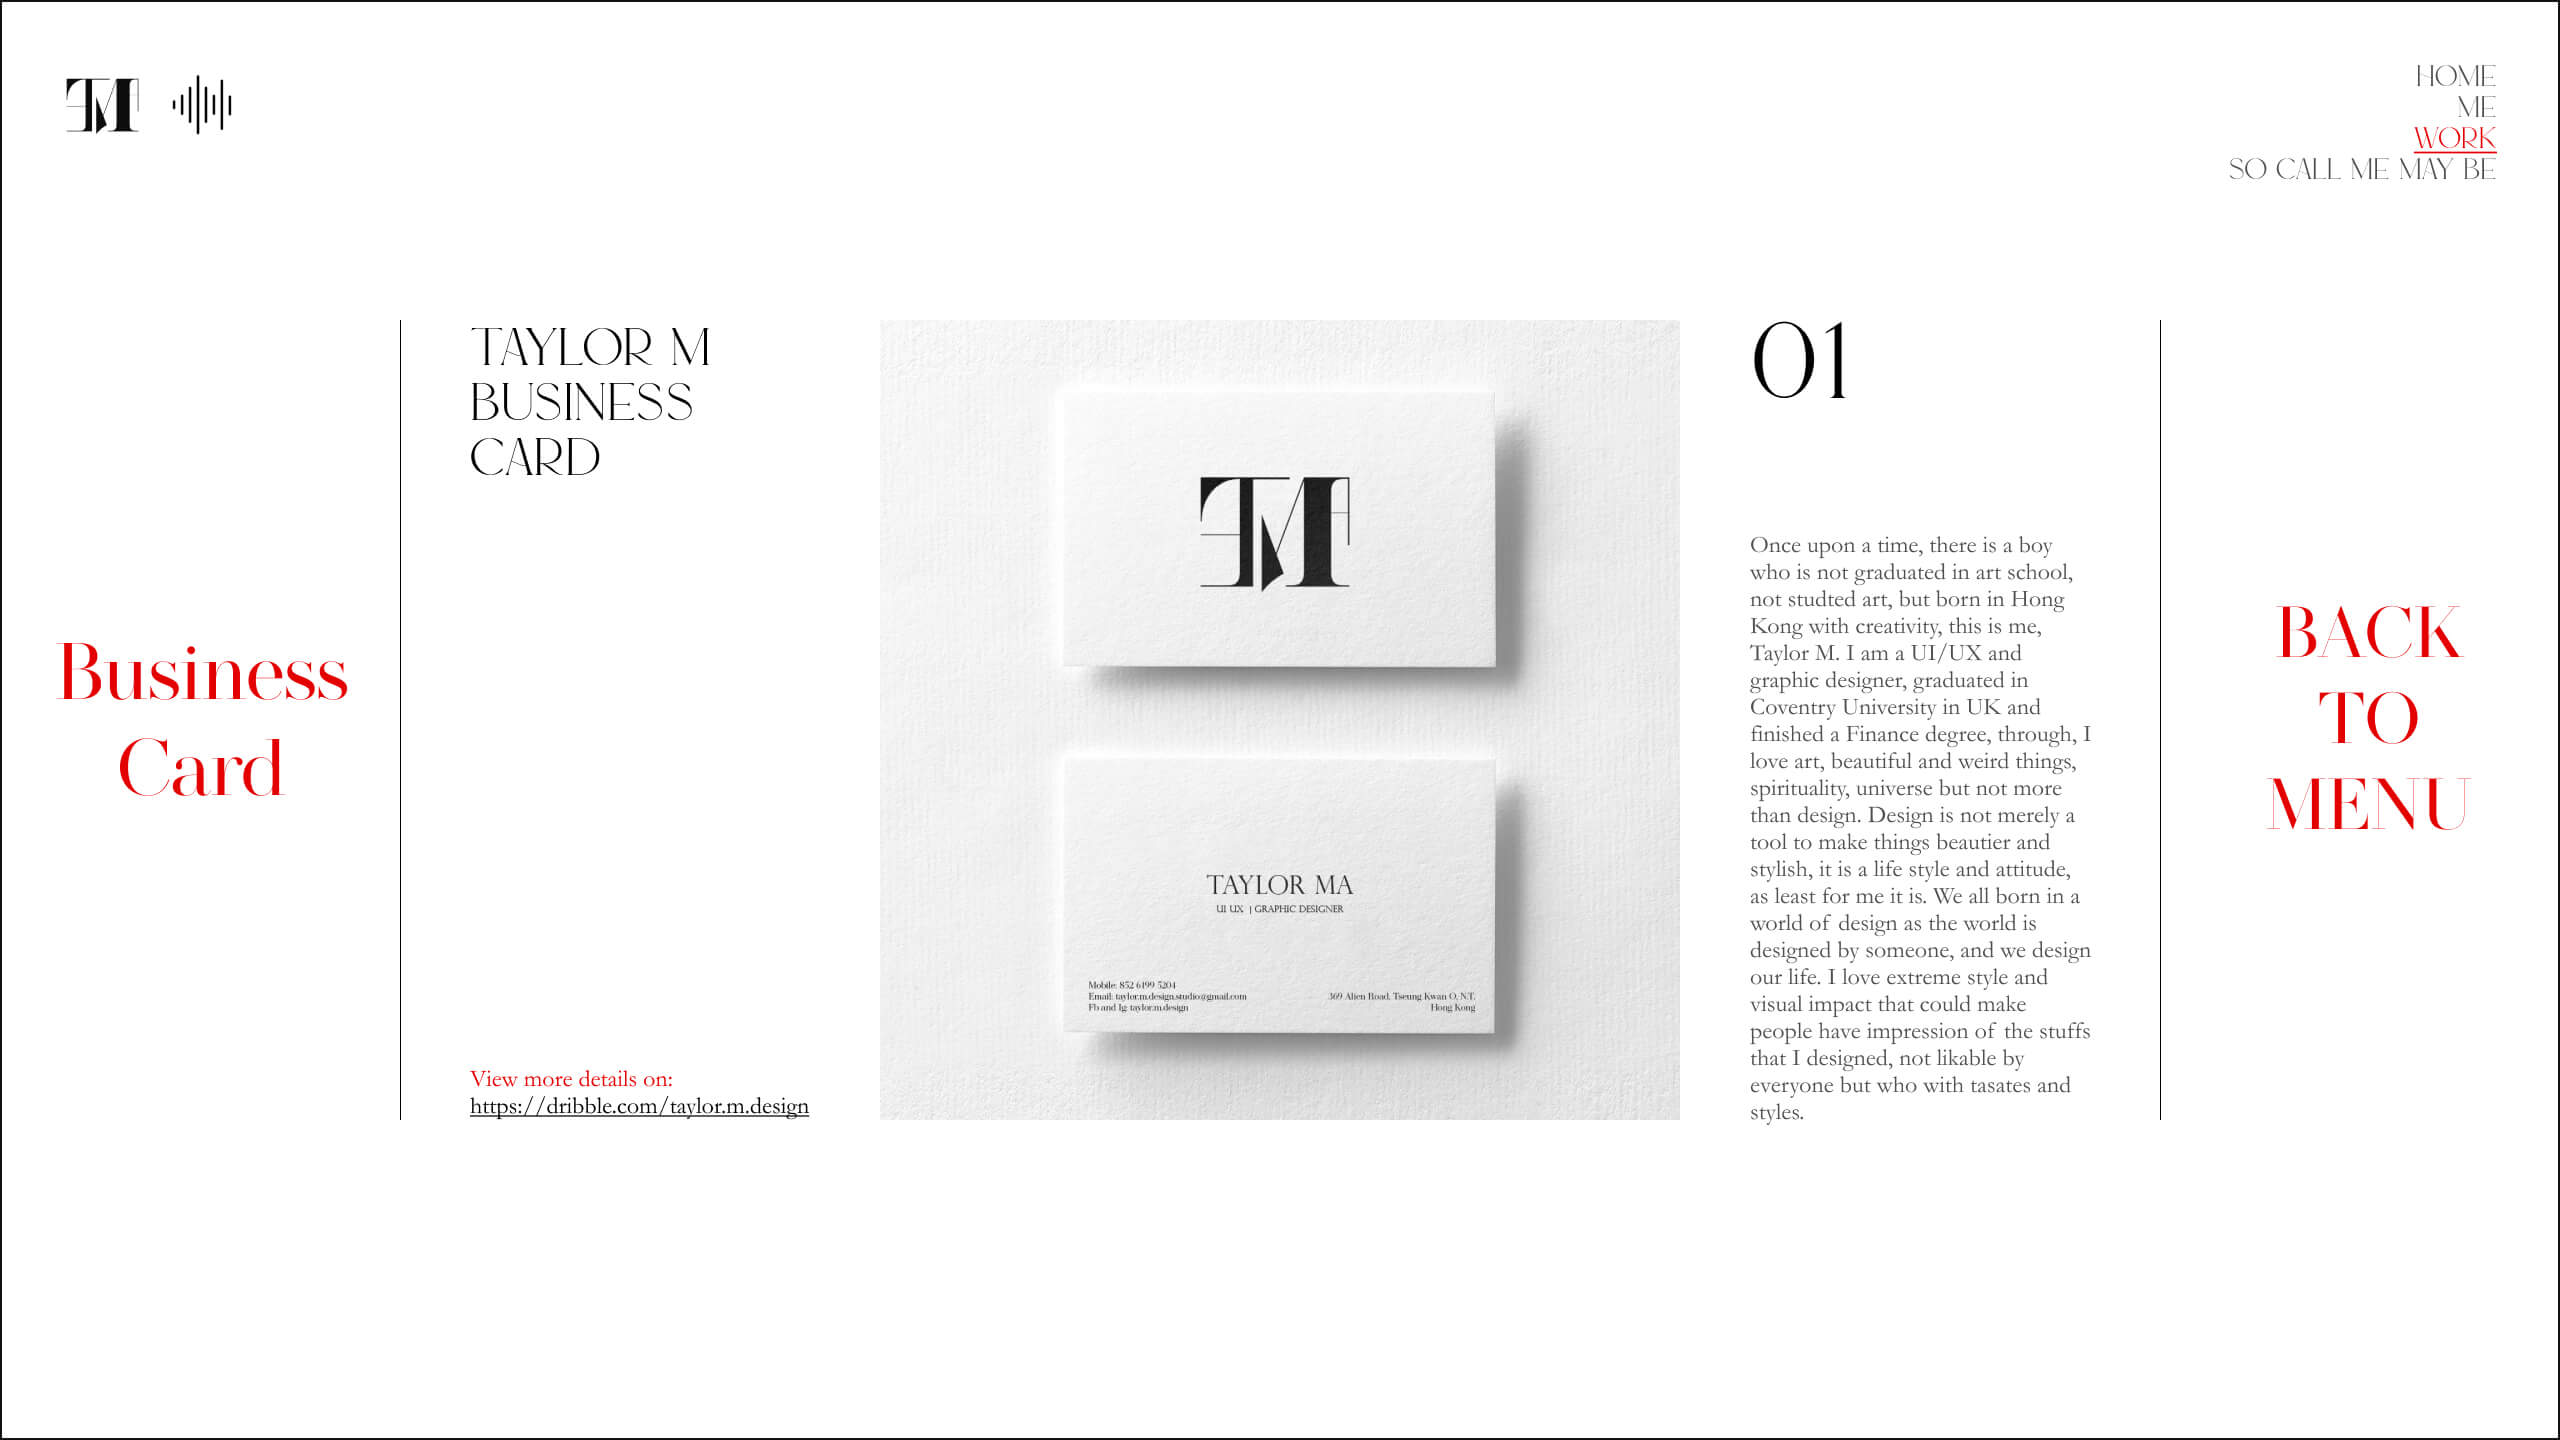 TM
HOME
ME
WORK
SO CALL ME MAY BE
Business
Card
TAYLOR M
BUSINESS
CARD
View more details on:
https://dribble.com/taylor.m.design
TM
TAYLOR MA
UI UX | GRAPHIC DESIGNER
Mobile: 852 6199 5204
Email: taylor.m.design.studio@gmail.com
Fb and Ig: taylor.m.design
369 Alien Road, Tseung Kwan O, N.T.
Hong Kong
01
Once upon a time, there is a boy
who is not graduated in art school,
not studted art, but born in Hong
Kong with creativity, this is me,
Taylor M. I am a UI/UX and
graphic designer, graduated in
Coventry University in UK and
finished a Finance degree, through, I
love art, beautiful and weird things,
spirituality, universe but not more
than design. Design is not merely a
tool to make things beautier and
stylish, it is a life style and attitude,
as least for me it is. We all born in a
world of design as the world is
designed by someone, and we design
our life. I love extreme style and
visual impact that could make
people have impression of the stuffs
that I designed, not likable by
everyone but who with tasates and
styles.
BACK
TO
MENU